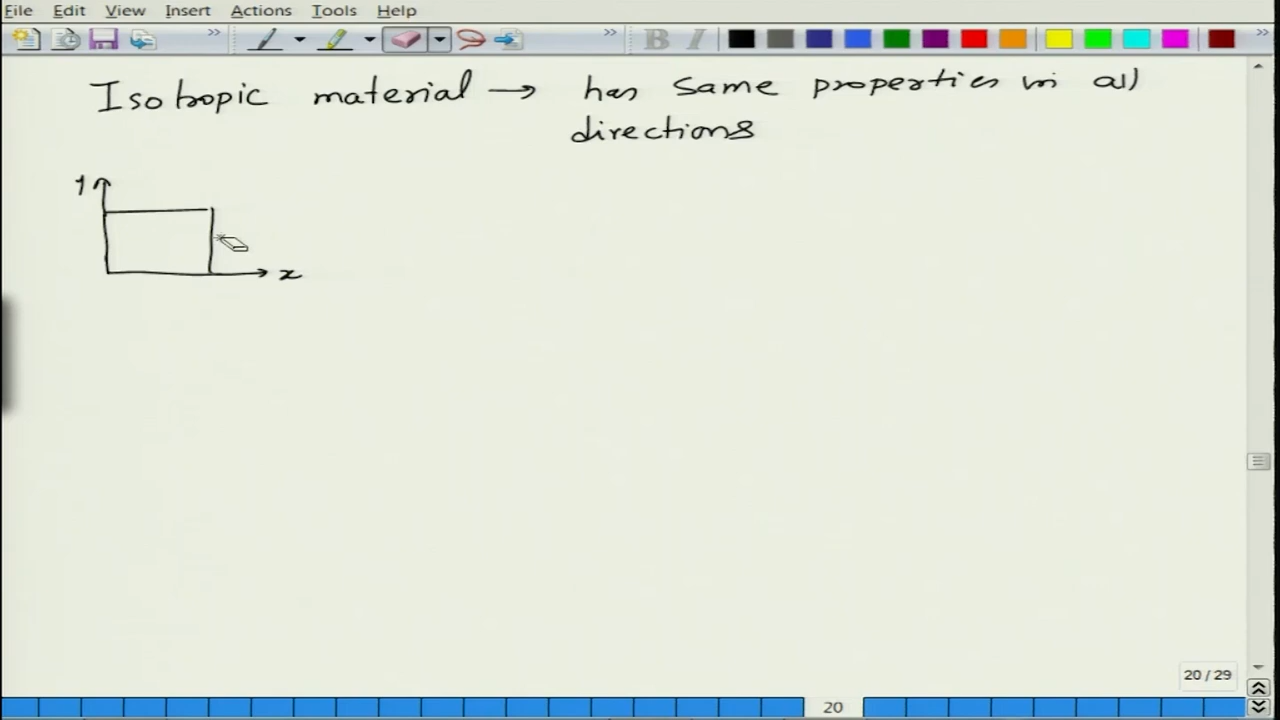 File Edit View Insert Actions Tools Help
B I
Isotropic material → has same properties in all
directions
y
x
20 / 29
20